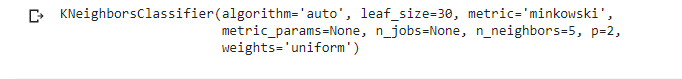 KNeighborsClassifier(algorithm='auto', leaf_size=30, metric='minkowski',
metric_params=None, n_jobs=None, n_neighbors=5, p=2,
weights='uniform')